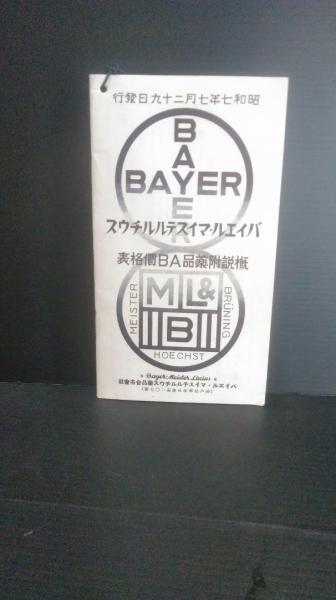 昭和七年七月二十九日發行
BAYER
BAYER
バイエル・マイステルルチウス
概説附藥品BA價格表
MEISTER
ML&B
BRÜNING
HOECHST
Bayer-Meister Lucius
バイエル・マイステルルチウス藥品合名會社